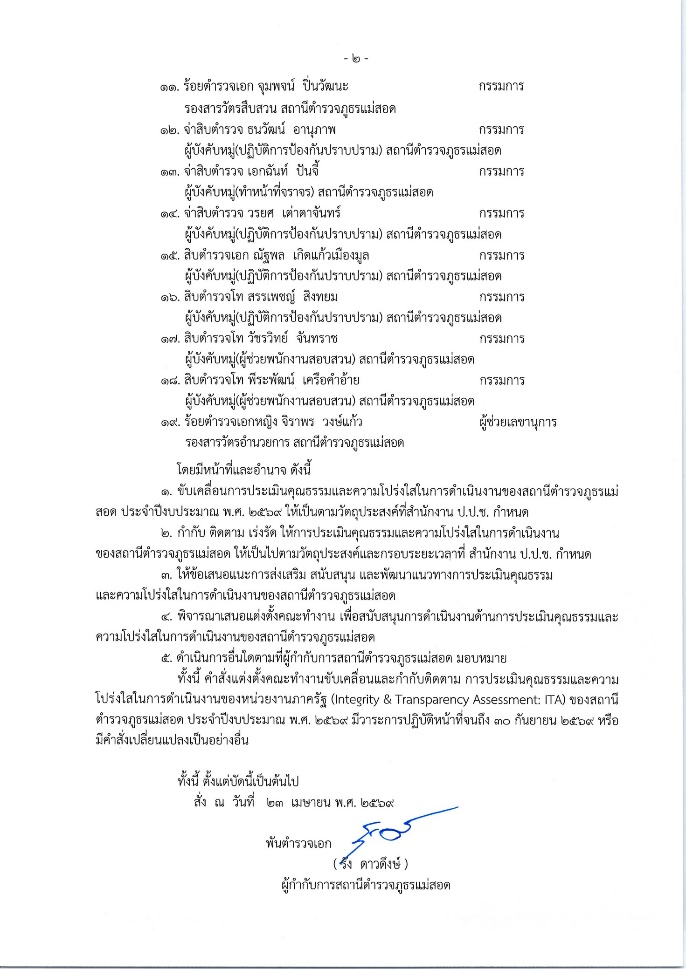 - ๒ -
๑๑. ร้อยตำรวจเอก จุมพจน์ ปิ่นวัฒนะ กรรมการ
รองสารวัตรสืบสวน สถานีตำรวจภูธรแม่สอด
๑๒. จ่าสิบตำรวจ ธนวัฒน์ อานุภาพ กรรมการ
ผู้บังคับหมู่(ปฏิบัติการป้องกันปราบปราม) สถานีตำรวจภูธรแม่สอด
๑๓. จ่าสิบตำรวจ เอกฉันท์ ปันจี้ กรรมการ
ผู้บังคับหมู่(ทำหน้าที่จราจร) สถานีตำรวจภูธรแม่สอด
๑๔. จ่าสิบตำรวจ วรยศ เต่าตาจันทร์ กรรมการ
ผู้บังคับหมู่(ปฏิบัติการป้องกันปราบปราม) สถานีตำรวจภูธรแม่สอด
๑๕. สิบตำรวจเอก ณัฐพล เกิดแก้วเมืองมูล กรรมการ
ผู้บังคับหมู่(ปฏิบัติการป้องกันปราบปราม) สถานีตำรวจภูธรแม่สอด
๑๖. สิบตำรวจโท สรรเพชญ์ สิงทยม กรรมการ
ผู้บังคับหมู่(ปฏิบัติการป้องกันปราบปราม) สถานีตำรวจภูธรแม่สอด
๑๗. สิบตำรวจโท วัชรวิทย์ จันทราช กรรมการ
ผู้บังคับหมู่(ผู้ช่วยพนักงานสอบสวน) สถานีตำรวจภูธรแม่สอด
๑๘. สิบตำรวจโท พีระพัฒน์ เครือคำอ้าย กรรมการ
ผู้บังคับหมู่(ผู้ช่วยพนักงานสอบสวน) สถานีตำรวจภูธรแม่สอด
๑๙. ร้อยตำรวจเอกหญิง จิราพร วงษ์แก้ว ผู้ช่วยเลขานุการ
รองสารวัตรอำนวยการ สถานีตำรวจภูธรแม่สอด
โดยมีหน้าที่และอำนาจ ดังนี้
๑. ขับเคลื่อนการประเมินคุณธรรมและความโปร่งใสในการดำเนินงานของสถานีตำรวจภูธรแม่
สอด ประจำปีงบประมาณ พ.ศ. ๒๕๖๙ ให้เป็นตามวัตถุประสงค์ที่สำนักงาน ป.ป.ช. กำหนด
๒. กำกับ ติดตาม เร่งรัด ให้การประเมินคุณธรรมและความโปร่งใสในการดำเนินงาน
ของสถานีตำรวจภูธรแม่สอด ให้เป็นไปตามวัตถุประสงค์และกรอบระยะเวลาที่ สำนักงาน ป.ป.ช. กำหนด
๓. ให้ข้อเสนอแนะการส่งเสริม สนับสนุน และพัฒนาแนวทางการประเมินคุณธรรม
และความโปร่งใสในการดำเนินงานของสถานีตำรวจภูธรแม่สอด
๔. พิจารณาเสนอแต่งตั้งคณะทำงาน เพื่อสนับสนุนการดำเนินงานด้านการประเมินคุณธรรมและ
ความโปร่งใสในการดำเนินงานของสถานีตำรวจภูธรแม่สอด
๕. ดำเนินการอื่นใดตามที่ผู้กำกับการสถานีตำรวจภูธรแม่สอด มอบหมาย
ทั้งนี้ คำสั่งแต่งตั้งคณะทำงานขับเคลื่อนและกำกับติดตาม การประเมินคุณธรรมและความ
โปร่งใสในการดำเนินงานของหน่วยงานภาครัฐ (Integrity & Transparency Assessment: ITA) ของสถานี
ตำรวจภูธรแม่สอด ประจำปีงบประมาณ พ.ศ. ๒๕๖๙ มีวาระการปฏิบัติหน้าที่จนถึง ๓๐ กันยายน ๒๕๖๙ หรือ
มีคำสั่งเปลี่ยนแปลงเป็นอย่างอื่น
ทั้งนี้ ตั้งแต่บัดนี้เป็นต้นไป
สั่ง ณ วันที่ ๒๓ เมษายน พ.ศ. ๒๕๖๙
พันตำรวจเอก
( รัง ดาวดึงษ์ )
ผู้กำกับการสถานีตำรวจภูธรแม่สอด